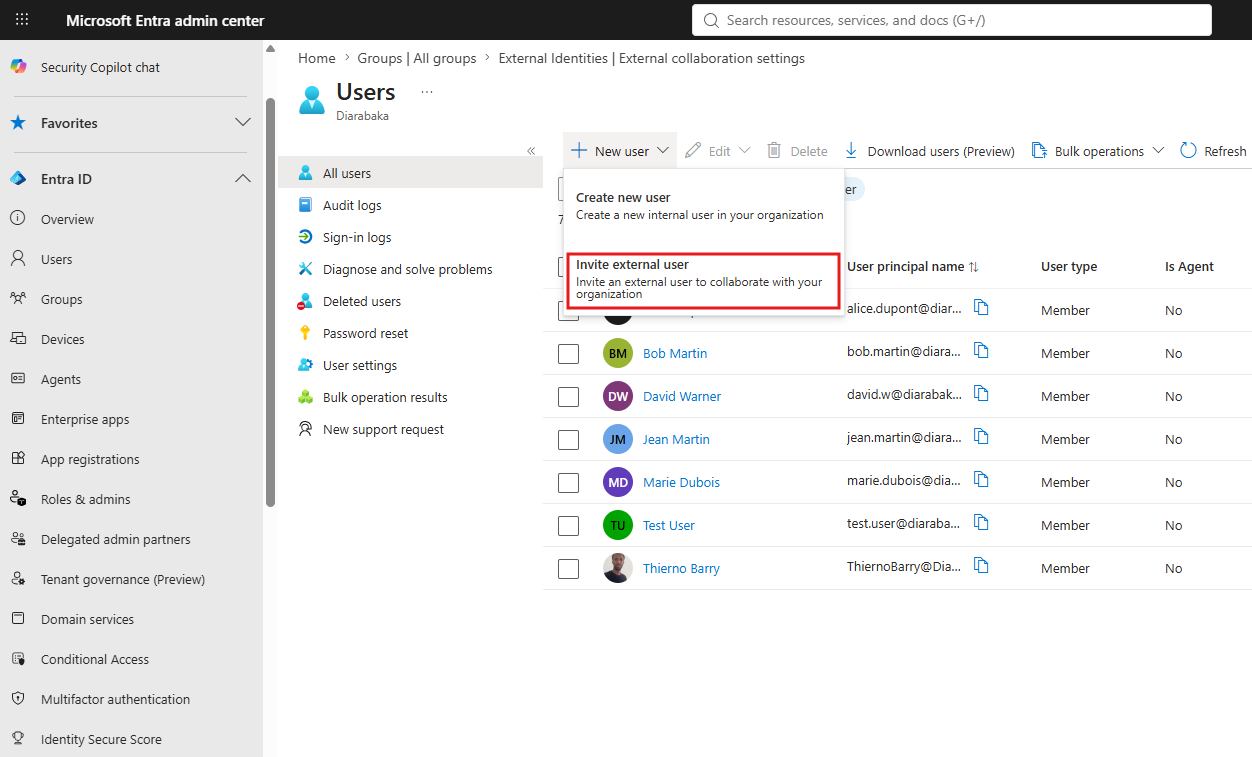 Microsoft Entra admin center
Search resources, services, and docs (G+/)
Security Copilot chat
Favorites
Entra ID
Overview
Users
Groups
Devices
Agents
Enterprise apps
App registrations
Roles & admins
Delegated admin partners
Tenant governance (Preview)
Domain services
Conditional Access
Multifactor authentication
Identity Secure Score
Home > Groups | All groups > External Identities | External collaboration settings
Users
Diarabaka
All users
Audit logs
Sign-in logs
Diagnose and solve problems
Deleted users
Password reset
User settings
Bulk operation results
New support request
New user Edit Delete Download users (Preview) Bulk operations Refresh
Create new user
Create a new internal user in your organization
Invite external user
Invite an external user to collaborate with your
organization
er
7
User principal name User type Is Agent
alice.dupont@diar... Member No
BM Bob Martin bob.martin@diara... Member No
DW David Warner david.w@diarabak... Member No
JM Jean Martin jean.martin@diara... Member No
MD Marie Dubois marie.dubois@dia... Member No
TU Test User test.user@diaraba... Member No
Thierno Barry ThiernoBarry@Dia... Member No